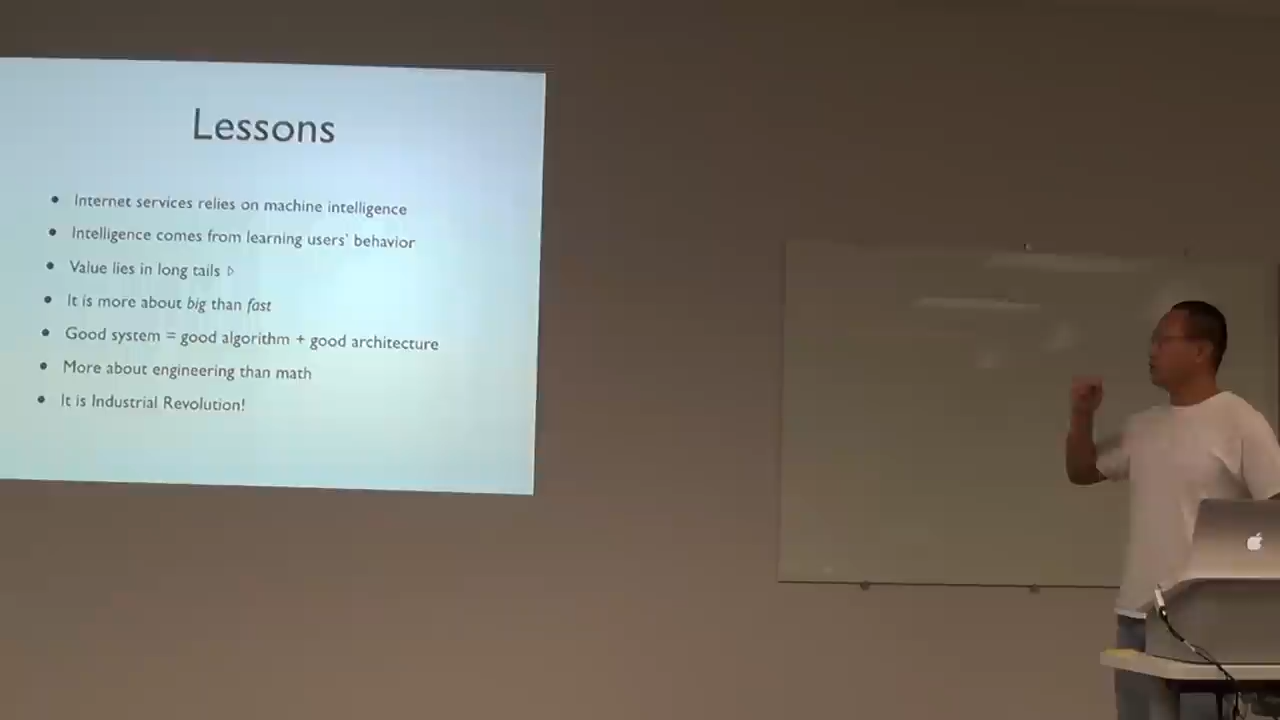 Lessons
• Internet services relies on machine intelligence
• Intelligence comes from learning users' behavior
• Value lies in long tails ▷
• It is more about big than fast
• Good system = good algorithm + good architecture
• More about engineering than math
• It is Industrial Revolution!